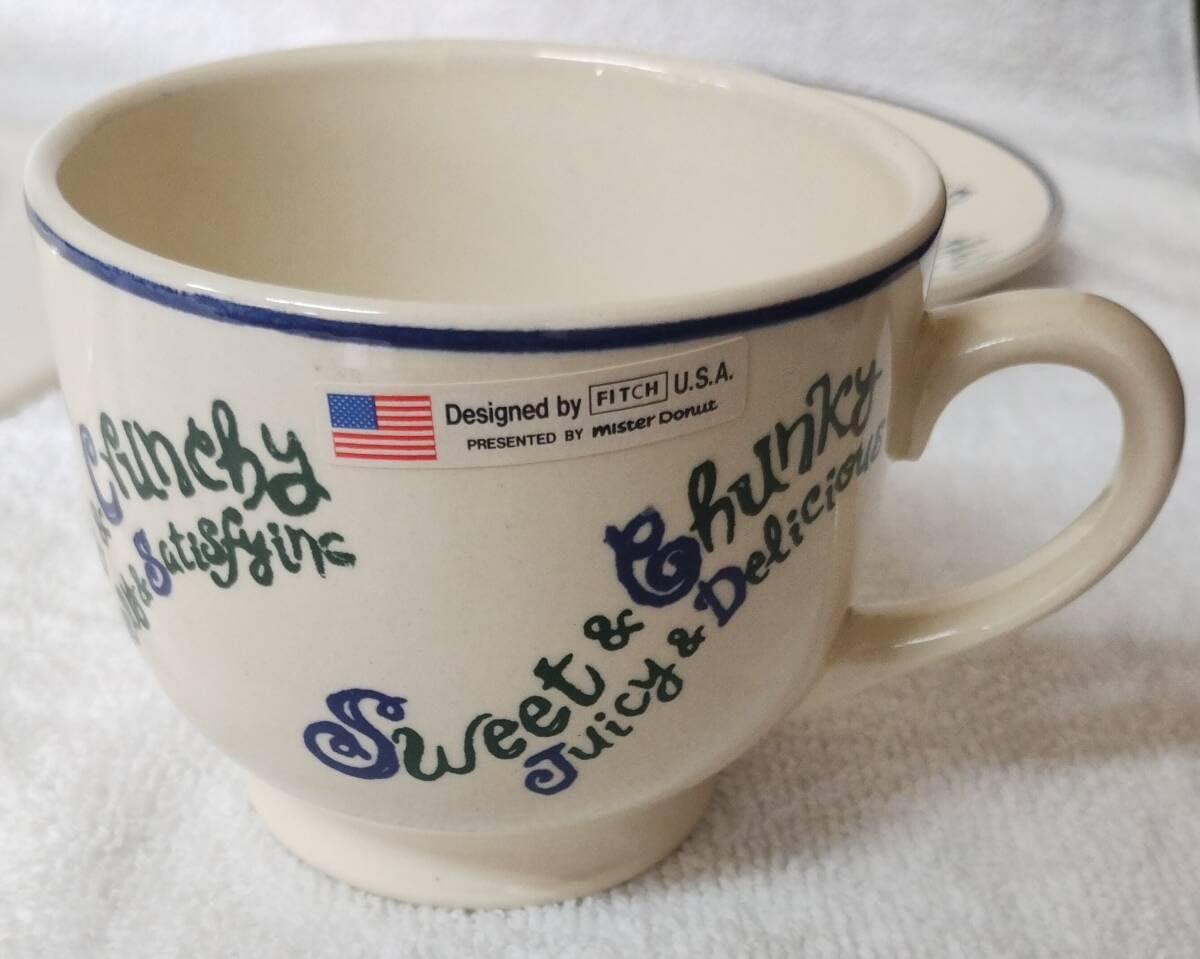 Designed by FITCH U.S.A.
PRESENTED BY mister Donut
Crunchy
& Satisfying
Sweet & Chunky
Juicy & Delicious